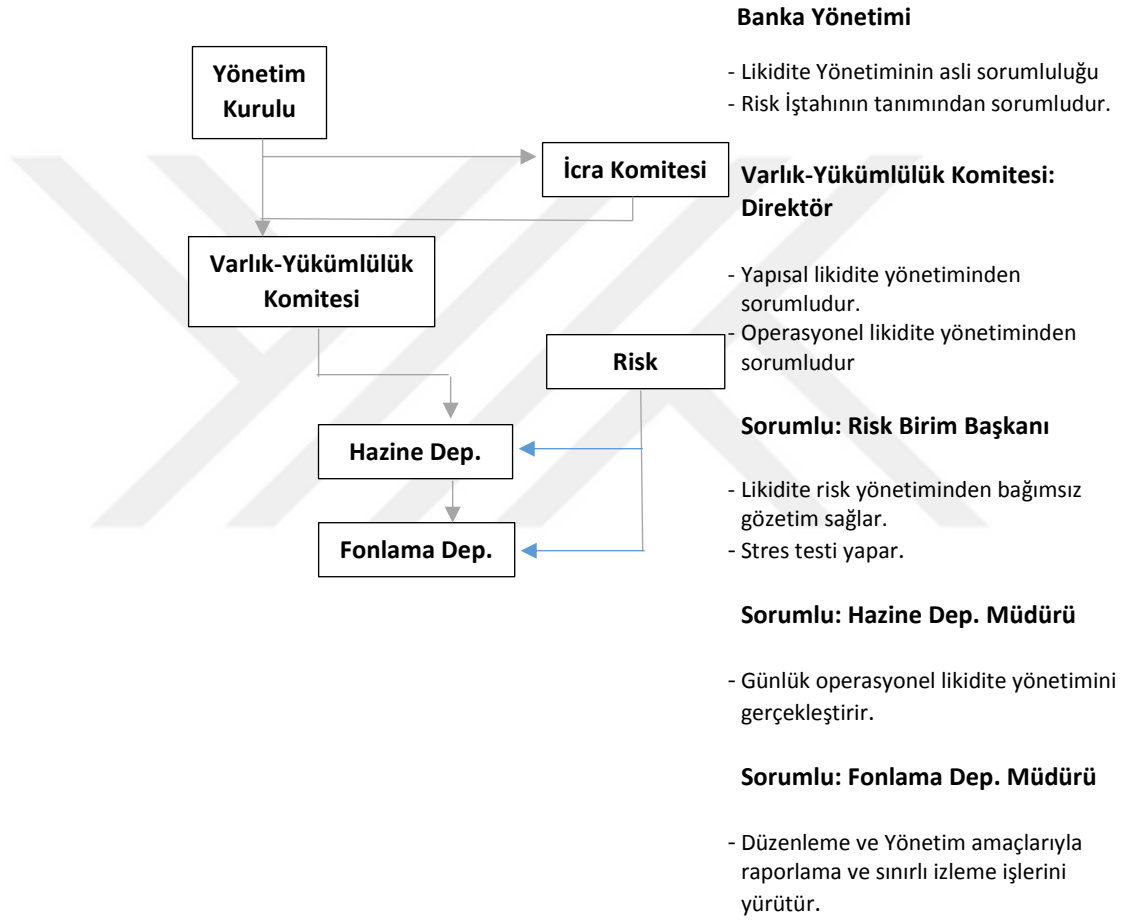 Yönetim
Kurulu
İcra Komitesi
Varlık-Yükümlülük
Komitesi
Risk
Hazine Dep.
Fonlama Dep.
Banka Yönetimi
- Likidite Yönetiminin asli sorumluluğu
- Risk İştahının tanımından sorumludur.
Varlık-Yükümlülük Komitesi:
Direktör
- Yapısal likidite yönetiminden
sorumludur.
- Operasyonel likidite yönetiminden
sorumludur
Sorumlu: Risk Birim Başkanı
- Likidite risk yönetiminden bağımsız
gözetim sağlar.
- Stres testi yapar.
Sorumlu: Hazine Dep. Müdürü
- Günlük operasyonel likidite yönetimini
gerçekleştirir.
Sorumlu: Fonlama Dep. Müdürü
- Düzenleme ve Yönetim amaçlarıyla
raporlama ve sınırlı izleme işlerini
yürütür.